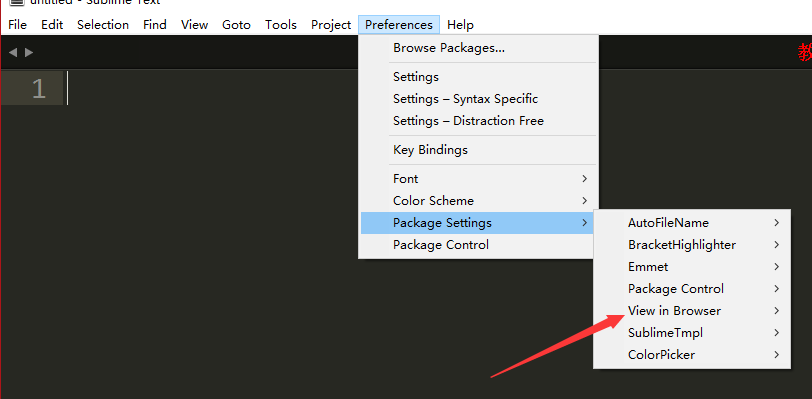 untitled - Sublime Text
File Edit Selection Find View Goto Tools Project Preferences Help
Browse Packages...
Settings
Settings – Syntax Specific
Settings – Distraction Free
Key Bindings
Font
Color Scheme
Package Settings
Package Control
1
AutoFileName
BracketHighlighter
Emmet
Package Control
View in Browser
SublimeTmpl
ColorPicker